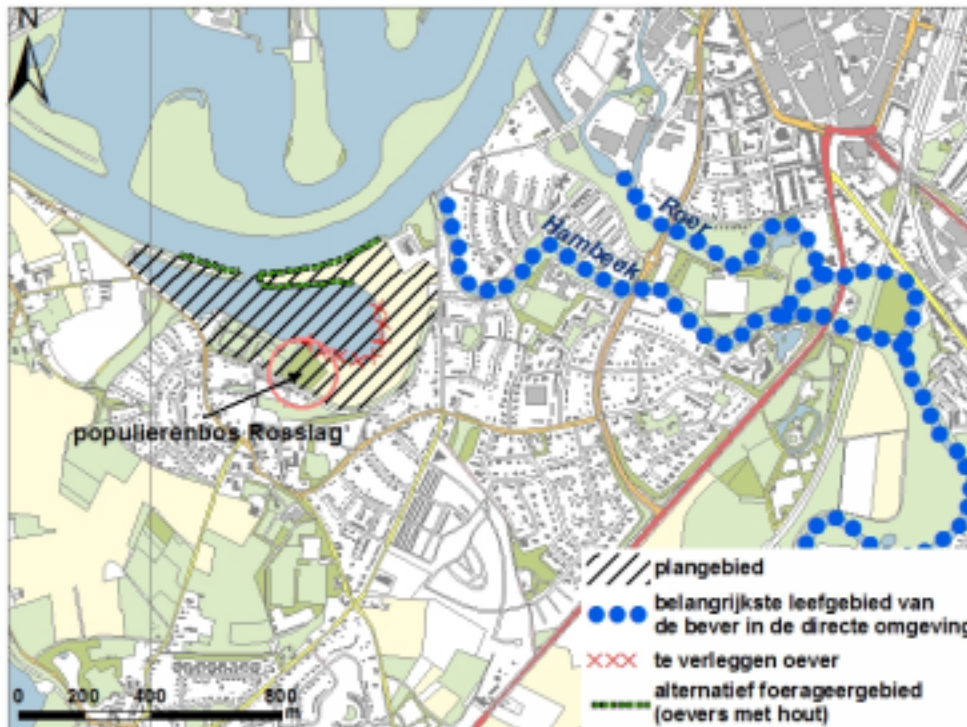 N
Roer
Hambeek
populierenbos Rosslag
plangebied
belangrijkste leefgebied van
de bever in de directe omgeving
te verleggen oever
alternatief foerageergebied
(oevers met hout)
0 200 400 800
m